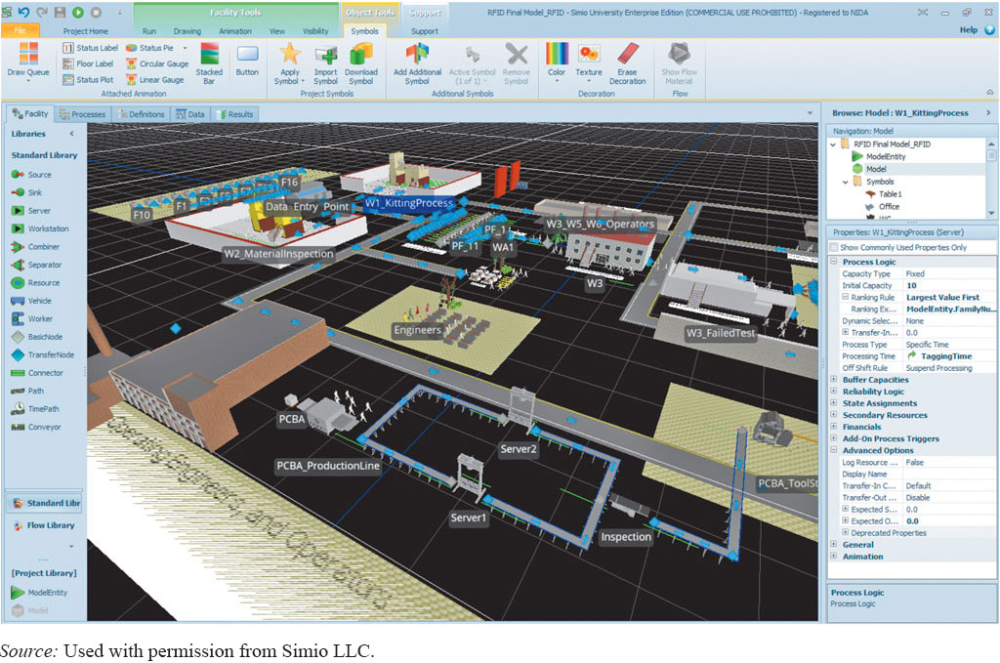 Facility Tools
Object Tools
Support
RFID Final Model_RFID - Simio University Enterprise Edition (COMMERCIAL USE PROHIBITED) - Registered to NIDA
File
Project Home
Run
Drawing
Animation
View
Visibility
Symbols
Support
Help
Draw Queue
Status Label
Floor Label
Status Plot
Status Pie
Circular Gauge
Linear Gauge
Stacked Bar
Button
Attached Animation
Apply Symbol
Import Symbol
Download Symbol
Project Symbols
Add Additional Symbol
Active Symbol (1 of 1)
Remove Symbol
Additional Symbols
Color
Texture
Erase Decoration
Decoration
Show Flow Material
Flow
Facility
Processes
Definitions
Data
Results
Libraries
Standard Library
Source
Sink
Server
Workstation
Combiner
Separator
Resource
Vehicle
Worker
BasicNode
TransferNode
Connector
Path
TimePath
Conveyor
Standard Libr
Flow Library
[Project Library]
ModelEntity
Model
F10
F1
F16
Data Entry Point
W1_KittingProcess
W2_MaterialInspection
PF_1
PF_11
WA1
W3_W5_W6_Operators
W3
W3_FailedTest
Engineers
PCBA
PCBA_ProductionLine
Server2
Server1
Inspection
PCBA_ToolSt
Browse: Model : W1_KittingProcess
Navigation: Model
RFID Final Model_RFID
ModelEntity
Model
Symbols
Table1
Office
Properties: W1_KittingProcess (Server)
Show Commonly Used Properties Only
Process Logic
Capacity Type Fixed
Initial Capacity 10
Ranking Rule Largest Value First
Ranking Ex... ModelEntity.FamilyNu...
Dynamic Selec... None
Transfer-In... 0.0
Process Type Specific Time
Processing Time TaggingTime
Off Shift Rule Suspend Processing
Buffer Capacities
Reliability Logic
State Assignments
Secondary Resources
Financials
Add-On Process Triggers
Advanced Options
Log Resource ... False
Display Name
Transfer-In C... Default
Transfer-Out ... Disable
Expected S... 0.0
Expected O... 0.0
Deprecated Properties
General
Animation
Process Logic
Process Logic
Source: Used with permission from Simio LLC.